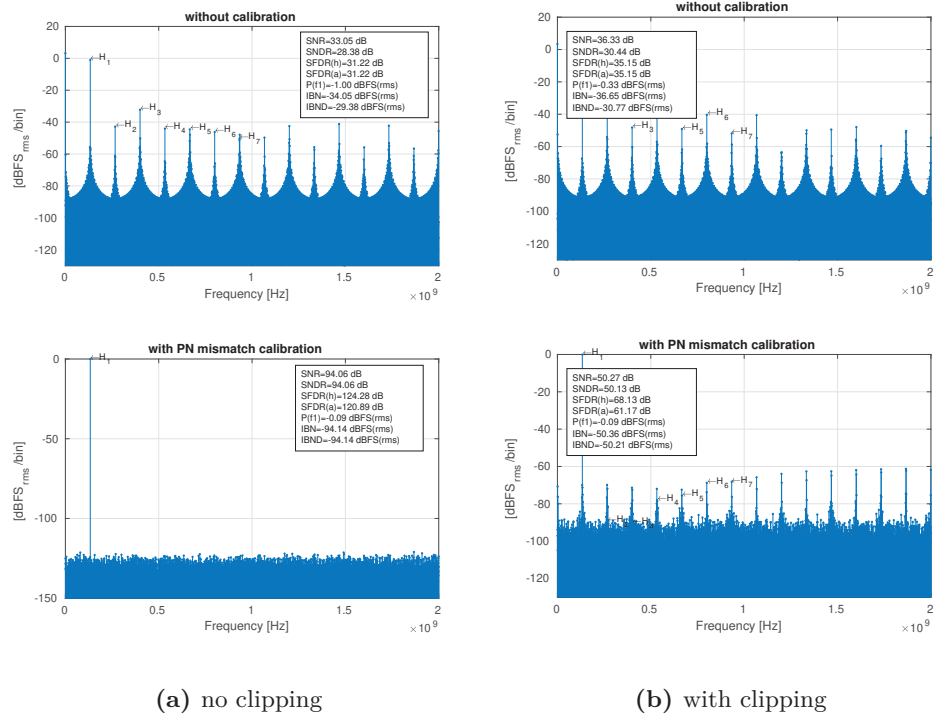 without calibration
SNR=33.05 dB
SNDR=28.38 dB
SFDR(h)=31.22 dB
SFDR(a)=31.22 dB
P(f1)=-1.00 dBFS(rms)
IBN=-34.05 dBFS(rms)
IBND=-29.38 dBFS(rms)
H1
H2
H3
H4
H5
H6
H7
20
0
-20
-40
-60
-80
-100
-120
[dBFSrms /bin]
0 0.5 1 1.5 2
Frequency [Hz]
×10^9
without calibration
SNR=36.33 dB
SNDR=30.44 dB
SFDR(h)=35.15 dB
SFDR(a)=35.15 dB
P(f1)=-0.33 dBFS(rms)
IBN=-36.65 dBFS(rms)
IBND=-30.77 dBFS(rms)
H3
H5
H6
H7
20
0
-20
-40
-60
-80
-100
-120
[dBFSrms /bin]
0 0.5 1 1.5 2
Frequency [Hz]
×10^9
with PN mismatch calibration
H1
SNR=94.06 dB
SNDR=94.06 dB
SFDR(h)=124.28 dB
SFDR(a)=120.89 dB
P(f1)=-0.09 dBFS(rms)
IBN=-94.14 dBFS(rms)
IBND=-94.14 dBFS(rms)
0
-50
-100
-150
[dBFSrms /bin]
0 0.5 1 1.5 2
Frequency [Hz]
×10^9
with PN mismatch calibration
H1
SNR=50.27 dB
SNDR=50.13 dB
SFDR(h)=68.13 dB
SFDR(a)=61.17 dB
P(f1)=-0.09 dBFS(rms)
IBN=-50.36 dBFS(rms)
IBND=-50.21 dBFS(rms)
H4
H5
H6
H7
0
-20
-40
-60
-80
-100
-120
[dBFSrms /bin]
0 0.5 1 1.5 2
Frequency [Hz]
×10^9
(a) no clipping
(b) with clipping